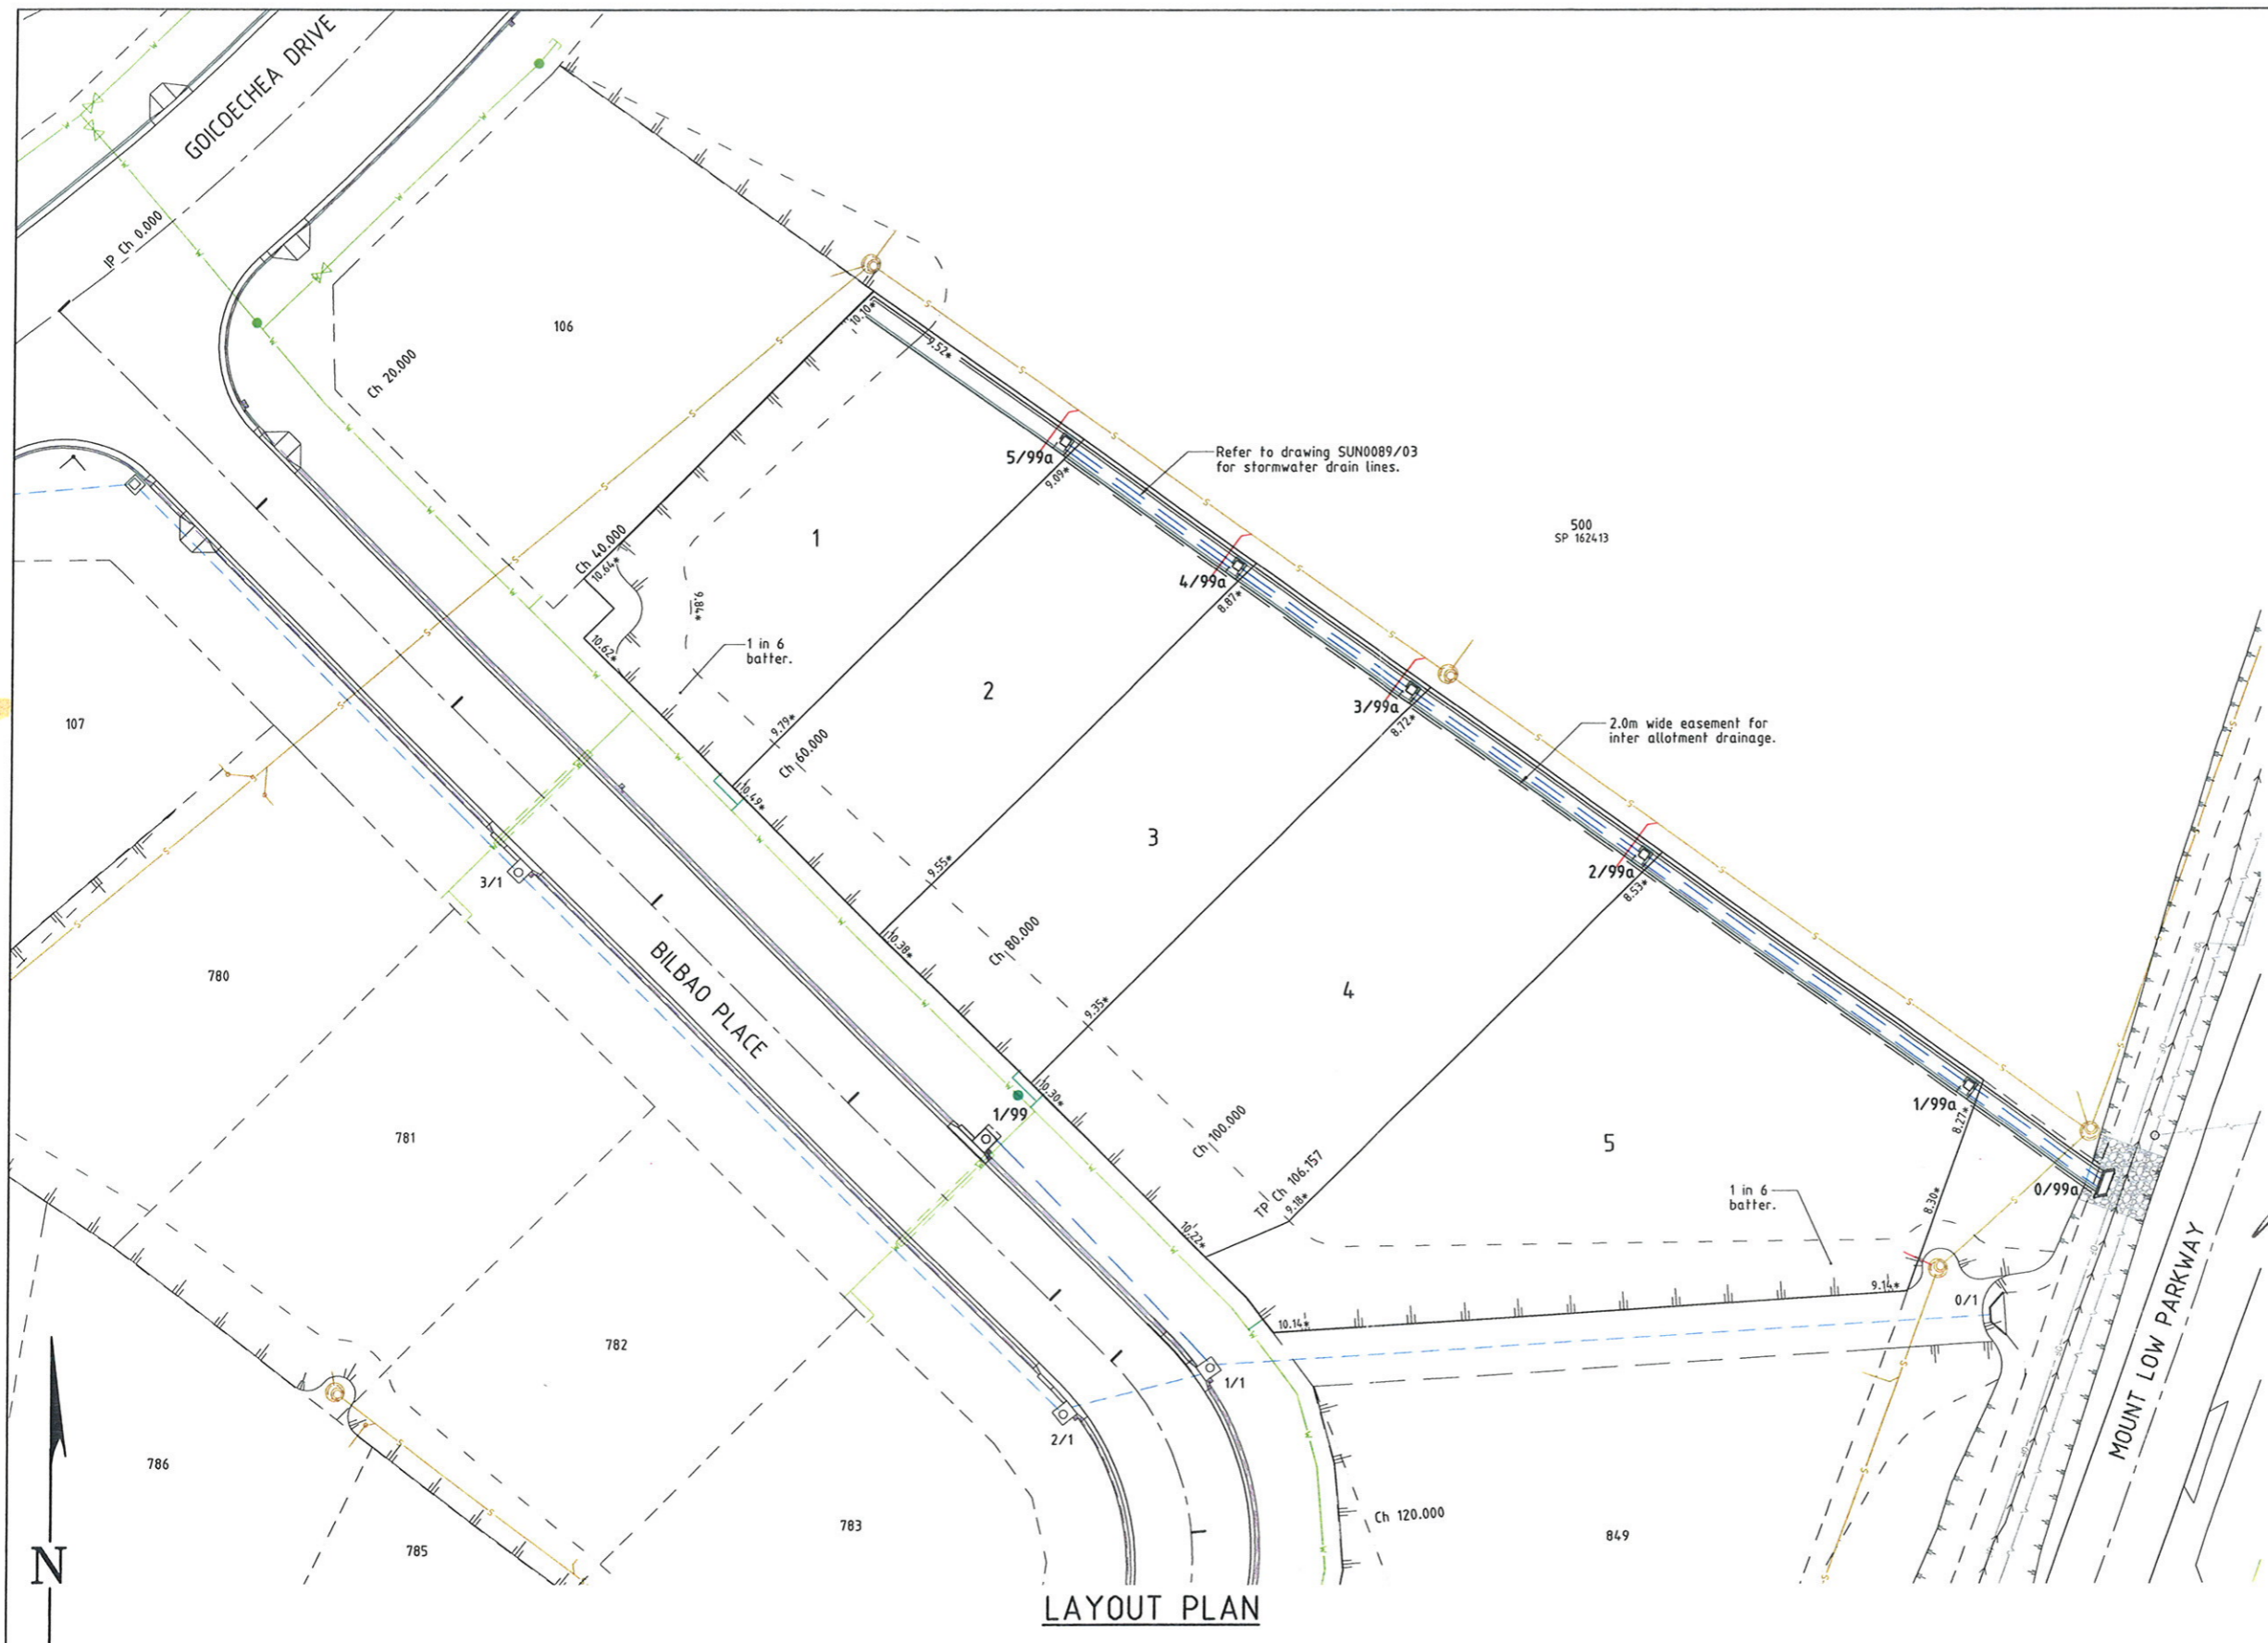 GOICOECHEA DRIVE
IP Ch 0.000
Ch 20.000
106
10.10*
9.52*
5/99a
9.09*
Refer to drawing SUN0089/03
for stormwater drain lines.
500
SP 162413
1
Ch 40.000
10.64*
9.84*
10.62*
1 in 6
batter.
4/99a
8.87*
2
3/99a
8.72*
2.0m wide easement for
inter allotment drainage.
107
9.79*
Ch 60.000
10.49*
3
2/99a
8.53*
3/1
9.55*
10.38*
Ch 80.000
780
BILBAO PLACE
4
9.35*
10.30*
1/99
Ch 100.000
781
5
1/99a
8.27*
TP Ch 106.157
9.18*
10.22*
1 in 6
batter.
8.30*
0/99a
9.14*
0/1
10.14*
782
1/1
2/1
MOUNT LOW PARKWAY
786
785
783
Ch 120.000
849
N
LAYOUT PLAN